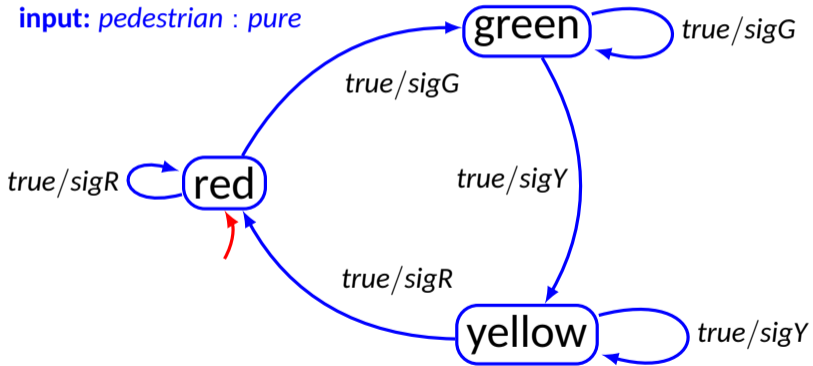 input: pedestrian : pure
green
true/sigG
true/sigG
true/sigR
red
true/sigY
true/sigR
yellow
true/sigY